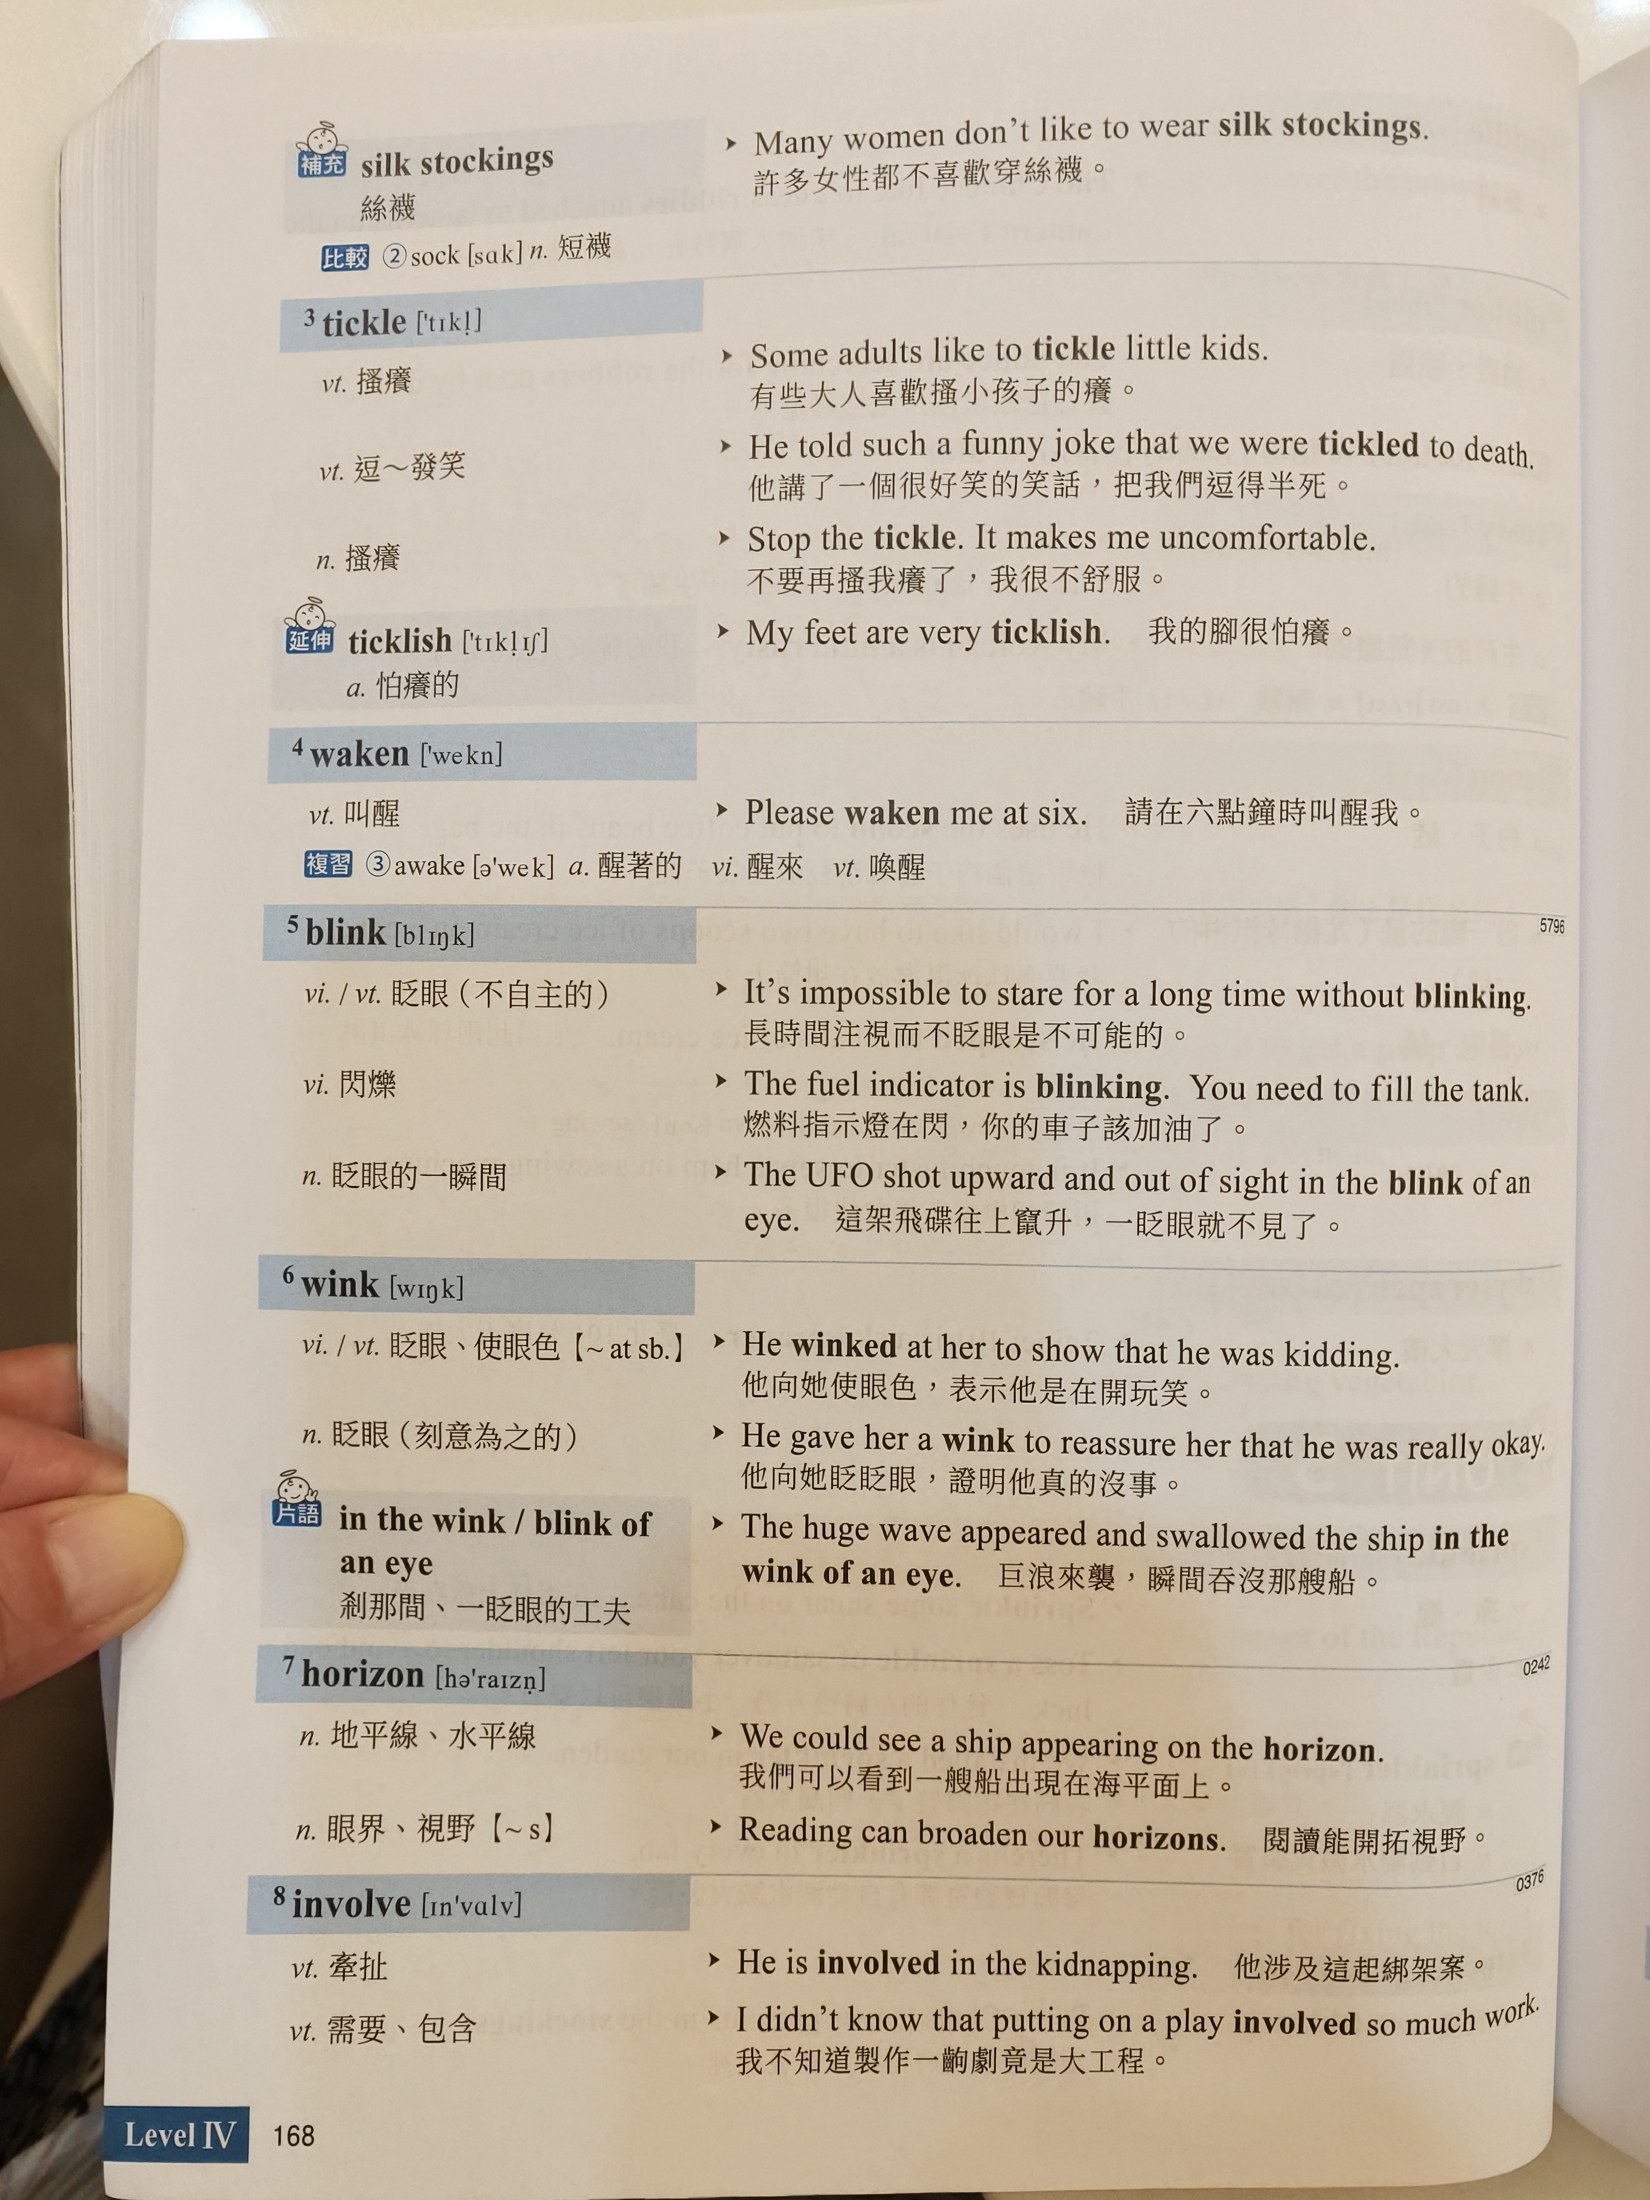 補充 silk stockings
絲襪
➤ Many women don't like to wear silk stockings.
許多女性都不喜歡穿絲襪。
比較 ②sock [sɑk] n. 短襪
3 tickle [ˈtɪkl̩]
vt. 搔癢
➤ Some adults like to tickle little kids.
有些大人喜歡搔小孩子的癢。
vt. 逗～發笑
➤ He told such a funny joke that we were tickled to death.
他講了一個很好笑的笑話，把我們逗得半死。
n. 搔癢
➤ Stop the tickle. It makes me uncomfortable.
不要再搔我癢了，我很不舒服。
延伸 ticklish [ˈtɪkl̩ɪʃ]
a. 怕癢的
➤ My feet are very ticklish. 我的腳很怕癢。
4 waken [ˈwekn]
vt. 叫醒
➤ Please waken me at six. 請在六點鐘時叫醒我。
複習 ③awake [əˈwek] a. 醒著的 vi. 醒來 vt. 喚醒
5 blink [blɪŋk]
5796
vi. / vt. 眨眼（不自主的）
➤ It's impossible to stare for a long time without blinking.
長時間注視而不眨眼是不可能的。
vi. 閃爍
➤ The fuel indicator is blinking. You need to fill the tank.
燃料指示燈在閃，你的車子該加油了。
n. 眨眼的一瞬間
➤ The UFO shot upward and out of sight in the blink of an
eye. 這架飛碟往上竄升，一眨眼就不見了。
6 wink [wɪŋk]
vi. / vt. 眨眼、使眼色【~ at sb.】
➤ He winked at her to show that he was kidding.
他向她使眼色，表示他是在開玩笑。
n. 眨眼（刻意為之的）
➤ He gave her a wink to reassure her that he was really okay.
他向她眨眨眼，證明他真的沒事。
片語 in the wink / blink of
an eye
剎那間、一眨眼的工夫
➤ The huge wave appeared and swallowed the ship in the
wink of an eye. 巨浪來襲，瞬間吞沒那艘船。
7 horizon [həˈraɪzn̩]
0242
n. 地平線、水平線
➤ We could see a ship appearing on the horizon.
我們可以看到一艘船出現在海平面上。
n. 眼界、視野【~ s】
➤ Reading can broaden our horizons. 閱讀能開拓視野。
8 involve [ɪnˈvɑlv]
0376
vt. 牽扯
➤ He is involved in the kidnapping. 他涉及這起綁架案。
vt. 需要、包含
➤ I didn't know that putting on a play involved so much work.
我不知道製作一齣劇竟是大工程。
Level Ⅳ 168